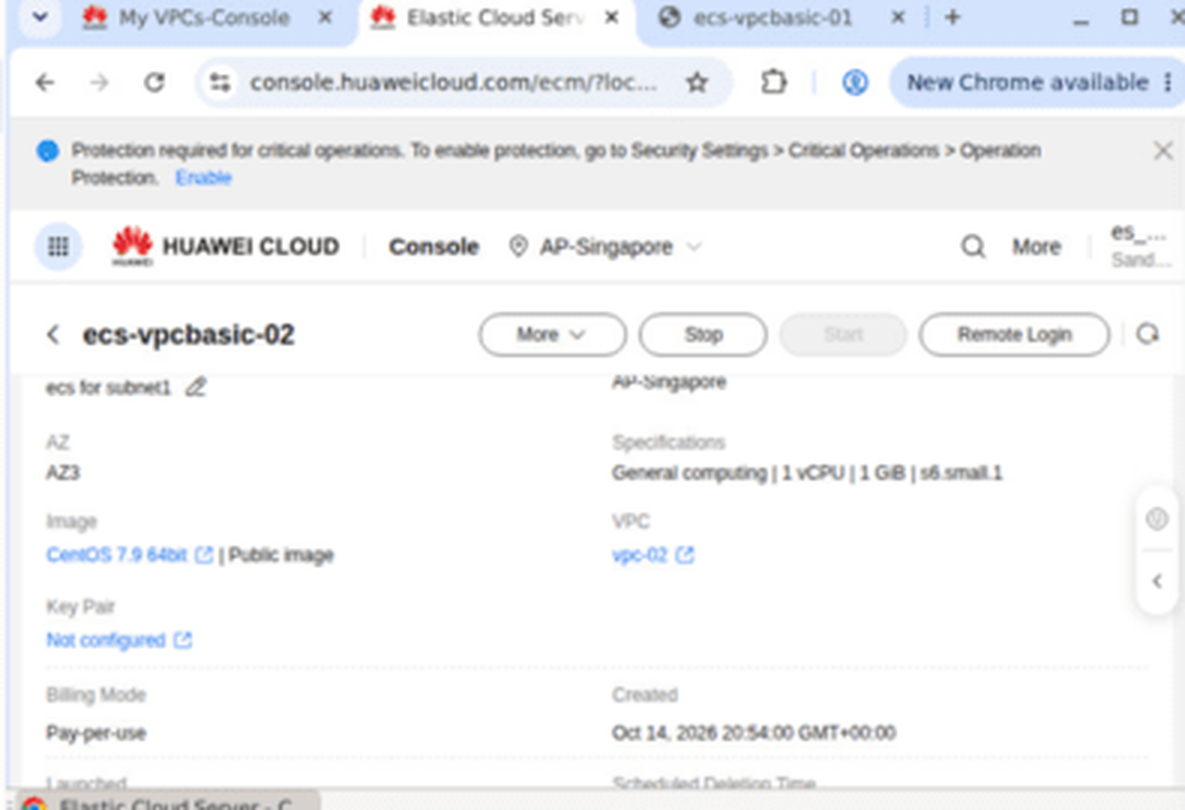 My VPCs-Console
Elastic Cloud Serv
ecs-vpcbasic-01
console.huaweicloud.com/ecm/?loc...
New Chrome available
Protection required for critical operations. To enable protection, go to Security Settings > Critical Operations > Operation
Protection. Enable
HUAWEI
HUAWEI CLOUD
Console
AP-Singapore
More
es_...
Sand...
ecs-vpcbasic-02
More
Stop
Start
Remote Login
ecs for subnet1
AP-Singapore
AZ
Specifications
AZ3
General computing | 1 vCPU | 1 GiB | s6.small.1
Image
VPC
CentOS 7.9 64bit | Public image
vpc-02
Key Pair
Not configured
Billing Mode
Created
Pay-per-use
Oct 14, 2026 20:54:00 GMT+00:00
Launched
Scheduled Deletion Time
Elastic Cloud Server - C